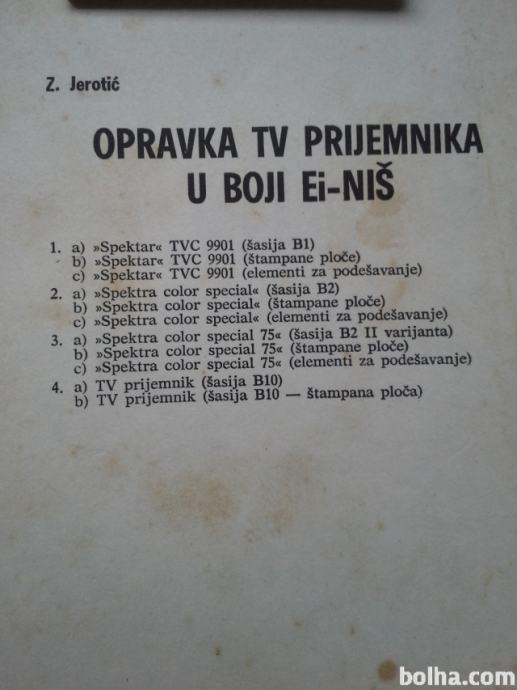 Z. Jerotić
OPRAVKA TV PRIJEMNIKA
U BOJI Ei-NIŠ
1. a) »Spektar« TVC 9901 (šasija B1)
b) »Spektar« TVC 9901 (štampane ploče)
c) »Spektar« TVC 9901 (elementi za podešavanje)
2. a) »Spektra color special« (šasija B2)
b) »Spektra color special« (štampane ploče)
c) »Spektra color special« (elementi za podešavanje)
3. a) »Spektra color special 75« (šasija B2 II varijanta)
b) »Spektra color special 75« (štampane ploče)
c) »Spektra color special 75« (elementi za podešavanje)
4. a) TV prijemnik (šasija B10)
b) TV prijemnik (šasija B10 — štampana ploča)
bolha.com